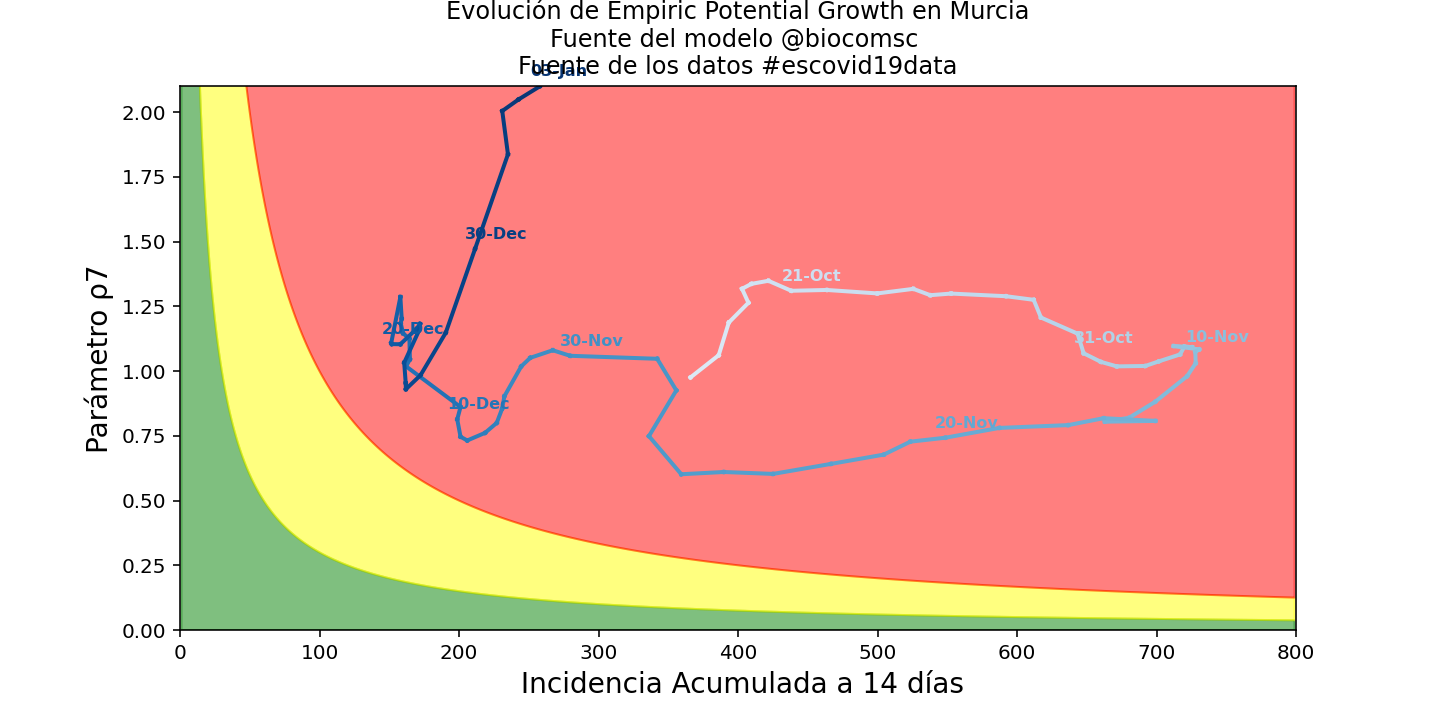 Evolución de Empiric Potential Growth en Murcia
Fuente del modelo @biocomsc
Fuente de los datos #escovid19data
03-Jan
2.00
1.75
1.50
1.25
1.00
0.75
0.50
0.25
0.00
Parámetro ρ7
30-Dec
21-Oct
20-Dec
31-Oct
10-Nov
30-Nov
10-Dec
20-Nov
0 100 200 300 400 500 600 700 800
Incidencia Acumulada a 14 días